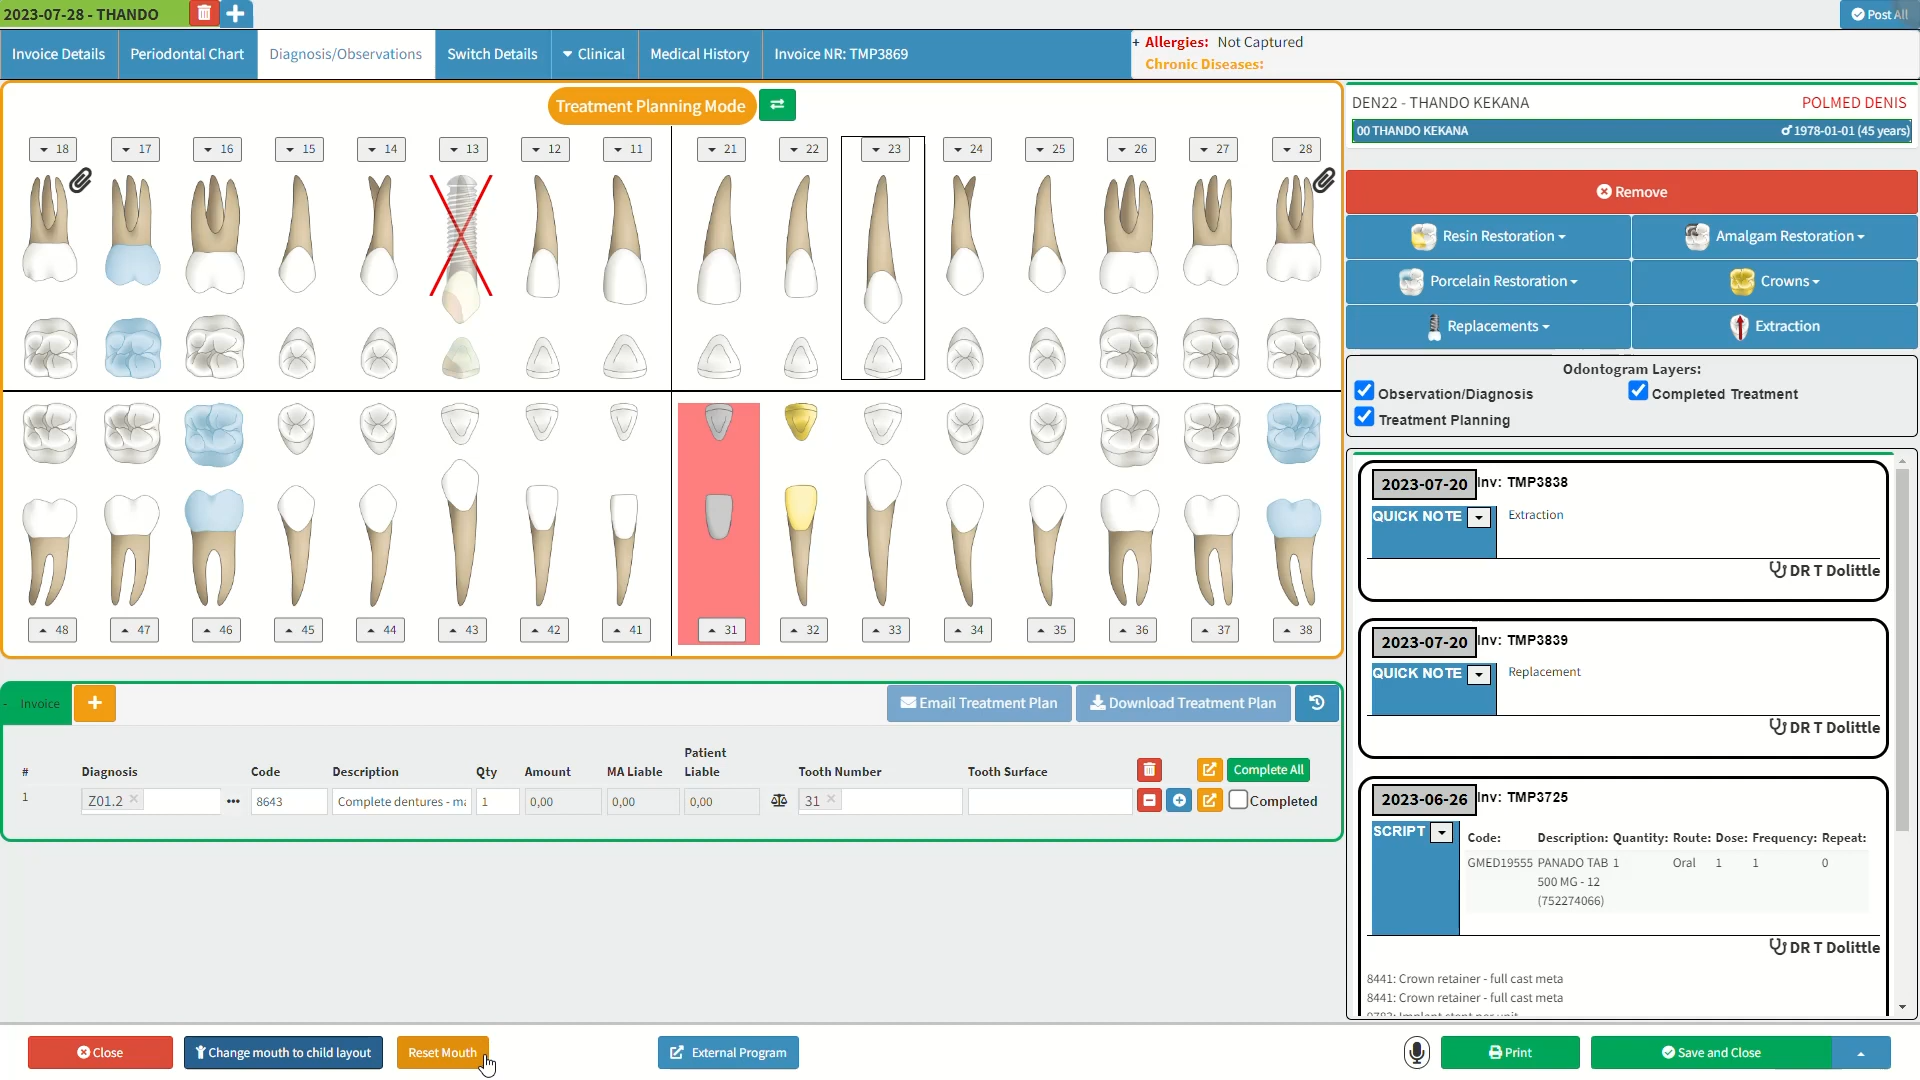 2023-07-28 - THANDO
Post All
Invoice Details
Periodontal Chart
Diagnosis/Observations
Switch Details
Clinical
Medical History
Invoice NR: TMP3869
+ Allergies: Not Captured
Chronic Diseases:
Treatment Planning Mode
18 17 16 15 14 13 12 11 21 22 23 24 25 26 27 28
48 47 46 45 44 43 42 41 31 32 33 34 35 36 37 38
DEN22 - THANDO KEKANA
POLMED DENIS
00 THANDO KEKANA
1978-01-01 (45 years)
Remove
Resin Restoration
Amalgam Restoration
Porcelain Restoration
Crowns
Replacements
Extraction
Odontogram Layers:
Observation/Diagnosis
Completed Treatment
Treatment Planning
2023-07-20 Inv: TMP3838
QUICK NOTE
Extraction
DR T Dolittle
2023-07-20 Inv: TMP3839
QUICK NOTE
Replacement
DR T Dolittle
2023-06-26 Inv: TMP3725
SCRIPT
Code: Description: Quantity: Route: Dose: Frequency: Repeat:
GMED19555 PANADO TAB 1 Oral 1 1 0
500 MG - 12
(752274066)
DR T Dolittle
8441: Crown retainer - full cast meta
8441: Crown retainer - full cast meta
- Invoice
Email Treatment Plan
Download Treatment Plan
# Diagnosis Code Description Qty Amount MA Liable Patient Liable Tooth Number Tooth Surface
Complete All
1 Z01.2 × ••• 8643 Complete dentures - ma 1 0,00 0,00 0,00 31 ×
Completed
Close
Change mouth to child layout
Reset Mouth
External Program
Print
Save and Close